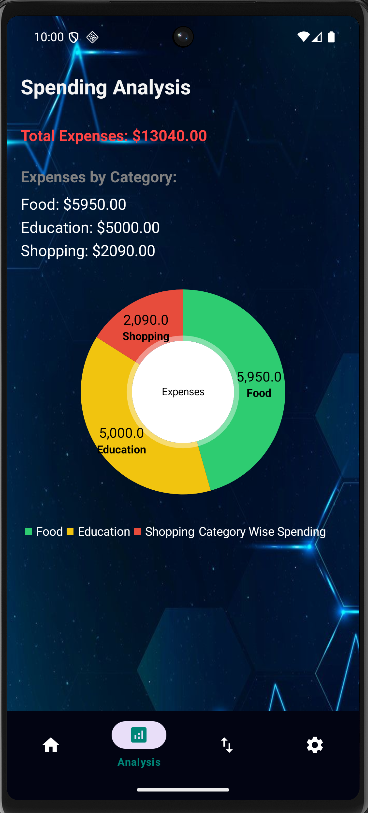 10:00
Spending Analysis
Total Expenses: $13040.00
Expenses by Category:
Food: $5950.00
Education: $5000.00
Shopping: $2090.00
2,090.0
Shopping
5,950.0
Food
Expenses
5,000.0
Education
Food Education Shopping Category Wise Spending
Analysis